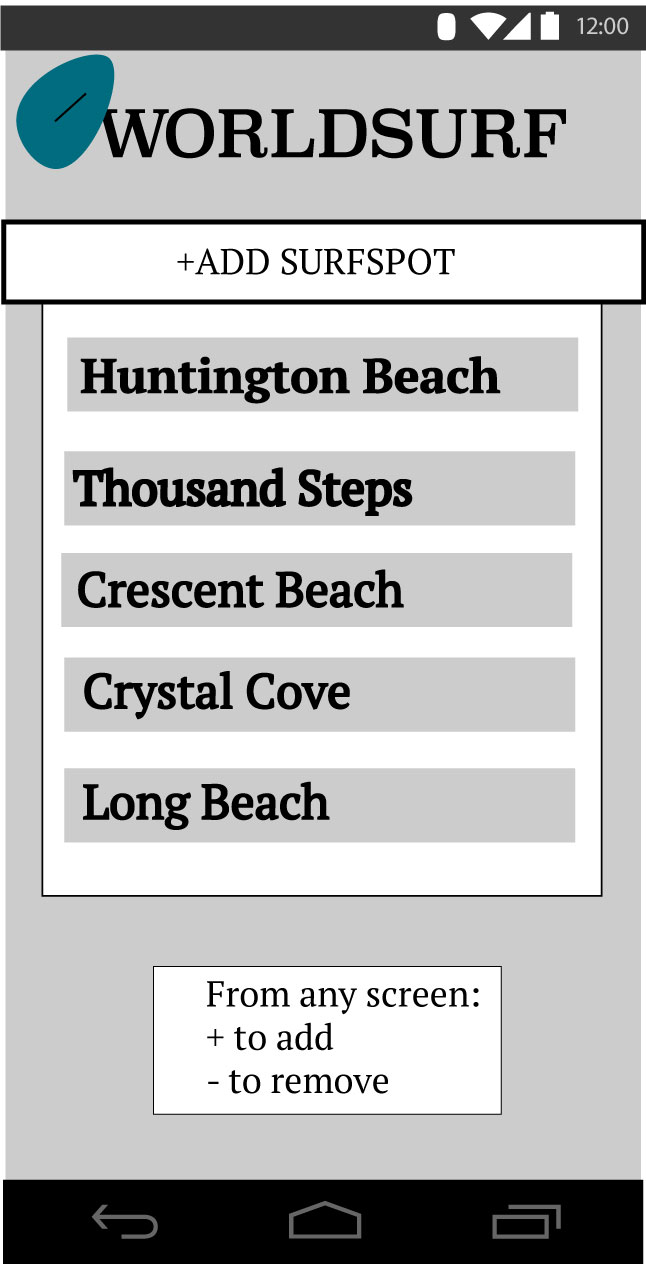 12:00
WORLDSURF
+ADD SURFSPOT
Huntington Beach
Thousand Steps
Crescent Beach
Crystal Cove
Long Beach
From any screen:
+ to add
- to remove